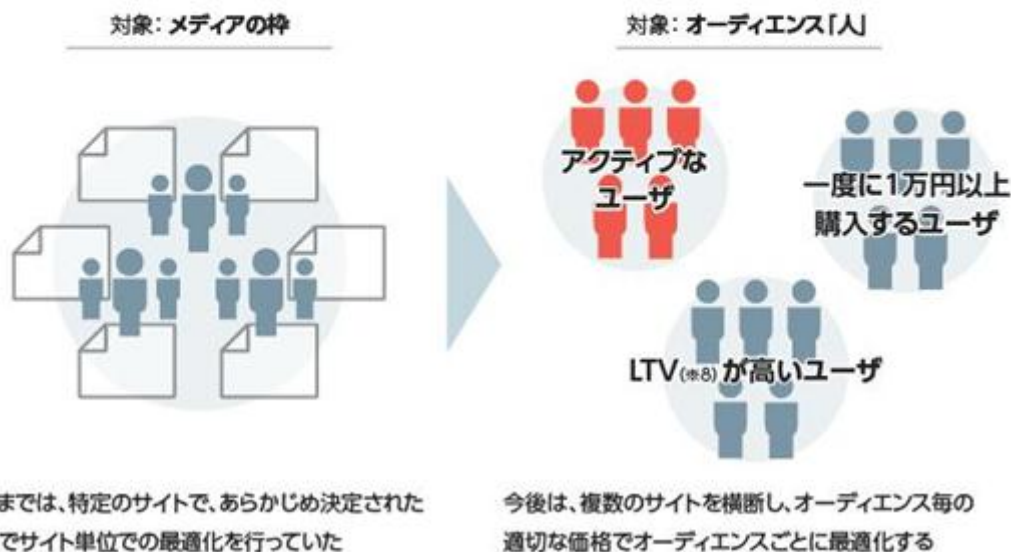 対象: メディアの枠
対象: オーディエンス「人」
アクティブな
ユーザ
一度に1万円以上
購入するユーザ
LTV(※8)が高いユーザ
までは、特定のサイトで、あらかじめ決定された
でサイト単位での最適化を行っていた
今後は、複数のサイトを横断し、オーディエンス毎の
適切な価格でオーディエンスごとに最適化する